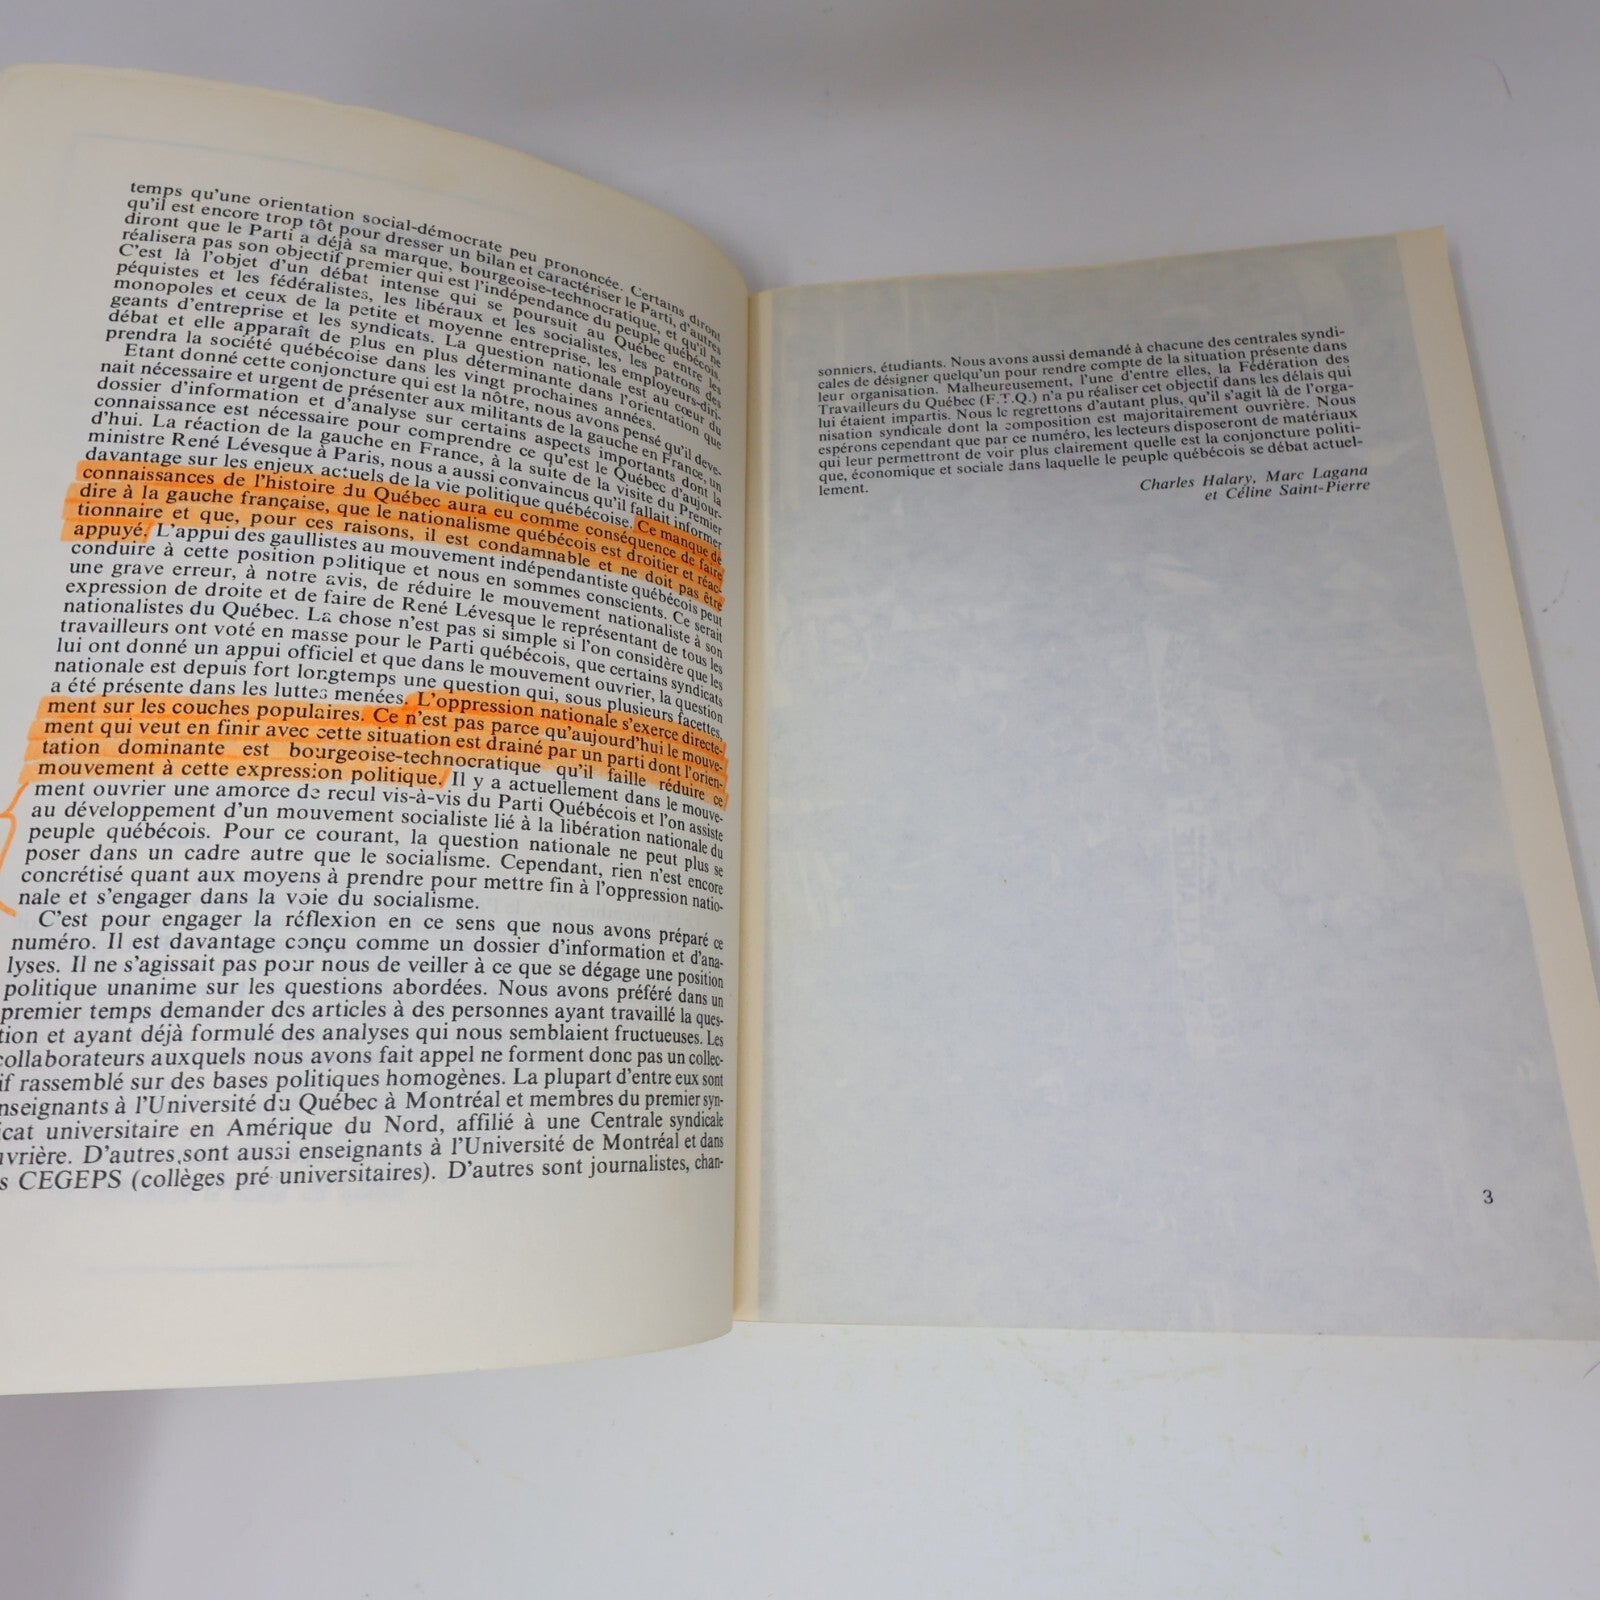 temps qu'une orientation social-démocrate peu prononcée. Certains diront
qu'il est encore trop tôt pour dresser un bilan et caractériser le Parti, d'autres
diront que le Parti a déjà sa marque, bourgeoise-technocratique, et qu'il ne
réalisera pas son objectif premier qui est l'indépendance du peuple québécois.
C'est là l'objet d'un débat intense qui se poursuit au Québec entre les
péquistes et les fédéralistes, les libéraux et les socialistes, les patrons des
monopoles et ceux de la petite et moyenne entreprise, les employeurs-diri-
geants d'entreprise et les syndicats. La question nationale est au cœur du
débat et elle apparaît de plus en plus déterminante dans l'orientation que
prendra la société québécoise dans les vingt prochaines années.
Etant donné cette conjoncture qui est la nôtre, nous avons pensé qu'il deve-
nait nécessaire et urgent de présenter aux militants de la gauche en France, un
dossier d'information et d'analyse sur certains aspects importants dont la
connaissance est nécessaire pour comprendre ce qu'est le Québec d'aujour-
d'hui. La réaction de la gauche en France, à la suite de la visite du Premier
ministre René Lévesque à Paris, nous a aussi convaincus qu'il fallait informer
davantage sur les enjeux actuels de la vie politique québécoise. Ce manque de
connaissances de l'histoire du Québec aura eu comme conséquence de faire
dire à la gauche française, que le nationalisme québécois est droitier et réac-
tionnaire et que, pour ces raisons, il est condamnable et ne doit pas être
appuyé. L'appui des gaullistes au mouvement indépendantiste québécois peut
conduire à cette position politique et nous en sommes conscients. Ce serait
une grave erreur, à notre avis, de réduire le mouvement nationaliste à son
expression de droite et de faire de René Lévesque le représentant de tous les
nationalistes du Québec. La chose n'est pas si simple si l'on considère que les
travailleurs ont voté en masse pour le Parti québécois, que certains syndicats
lui ont donné un appui officiel et que dans le mouvement ouvrier, la question
nationale est depuis fort longtemps une question qui, sous plusieurs facettes,
a été présente dans les luttes menées. L'oppression nationale s'exerce directe-
ment sur les couches populaires. Ce n'est pas parce qu'aujourd'hui le mouve-
ment qui veut en finir avec cette situation est drainé par un parti dont l'orien-
tation dominante est bourgeoise-technocratique qu'il faille réduire ce
mouvement à cette expression politique. Il y a actuellement dans le mouve-
ment ouvrier une amorce de recul vis-à-vis du Parti Québécois et l'on assiste
au développement d'un mouvement socialiste lié à la libération nationale du
peuple québécois. Pour ce courant, la question nationale ne peut plus se
poser dans un cadre autre que le socialisme. Cependant, rien n'est encore
concrétisé quant aux moyens à prendre pour mettre fin à l'oppression natio-
nale et s'engager dans la voie du socialisme.
C'est pour engager la réflexion en ce sens que nous avons préparé ce
numéro. Il est davantage conçu comme un dossier d'information et d'ana-
lyses. Il ne s'agissait pas pour nous de veiller à ce que se dégage une position
politique unanime sur les questions abordées. Nous avons préféré dans un
premier temps demander des articles à des personnes ayant travaillé la ques-
tion et ayant déjà formulé des analyses qui nous semblaient fructueuses. Les
collaborateurs auxquels nous avons fait appel ne forment donc pas un collec-
if rassemblé sur des bases politiques homogènes. La plupart d'entre eux sont
nseignants à l'Université du Québec à Montréal et membres du premier syn-
icat universitaire en Amérique du Nord, affilié à une Centrale syndicale
uvrière. D'autres sont aussi enseignants à l'Université de Montréal et dans
s CEGEPS (collèges pré universitaires). D'autres sont journalistes, chan-
sonniers, étudiants. Nous avons aussi demandé à chacune des centrales syndi-
cales de désigner quelqu'un pour rendre compte de la situation présente dans
leur organisation. Malheureusement, l'une d'entre elles, la Fédération des
Travailleurs du Québec (F.T.Q.) n'a pu réaliser cet objectif dans les délais qui
lui étaient impartis. Nous le regrettons d'autant plus, qu'il s'agit là de l'orga-
nisation syndicale dont la composition est majoritairement ouvrière. Nous
espérons cependant que par ce numéro, les lecteurs disposeront de matériaux
qui leur permettront de voir plus clairement quelle est la conjoncture politi-
que, économique et sociale dans laquelle le peuple québécois se débat actuel-
lement.
Charles Halary, Marc Lagana
et Céline Saint-Pierre
3